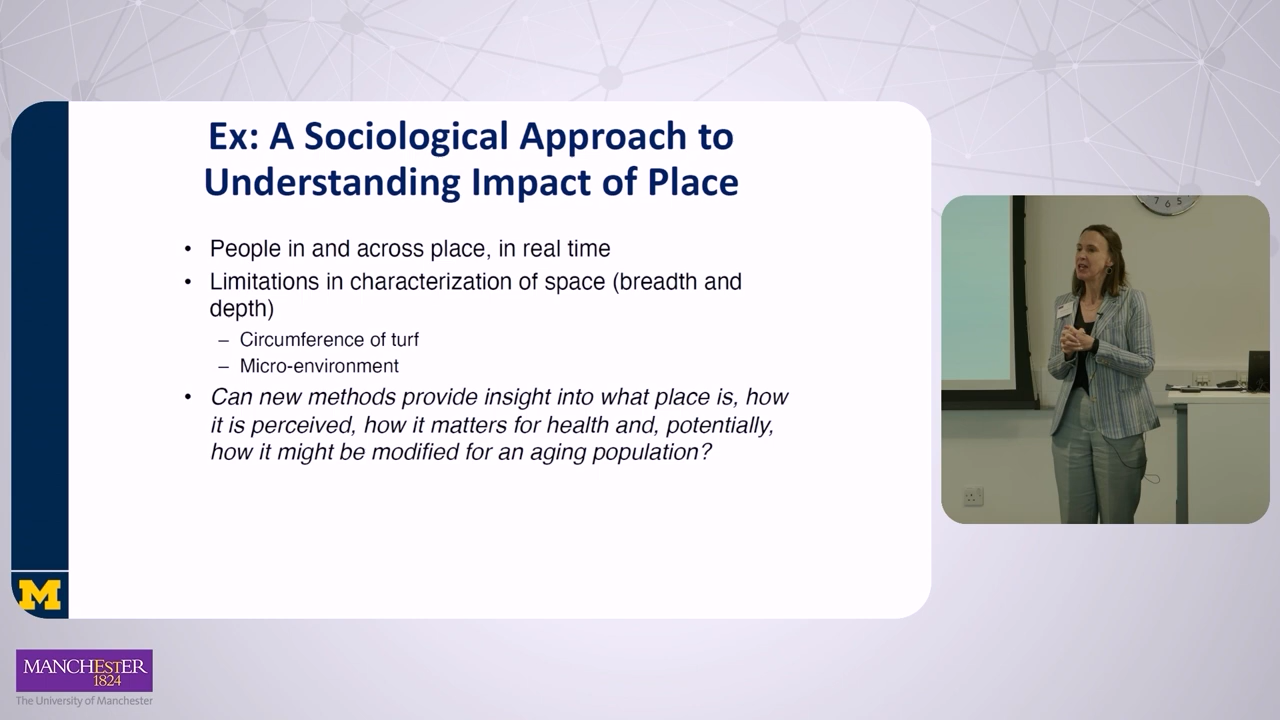 Ex: A Sociological Approach to
Understanding Impact of Place
• People in and across place, in real time
• Limitations in characterization of space (breadth and
depth)
– Circumference of turf
– Micro-environment
• Can new methods provide insight into what place is, how
it is perceived, how it matters for health and, potentially,
how it might be modified for an aging population?
7 6 5
M
MANCHESTER
1824
The University of Manchester